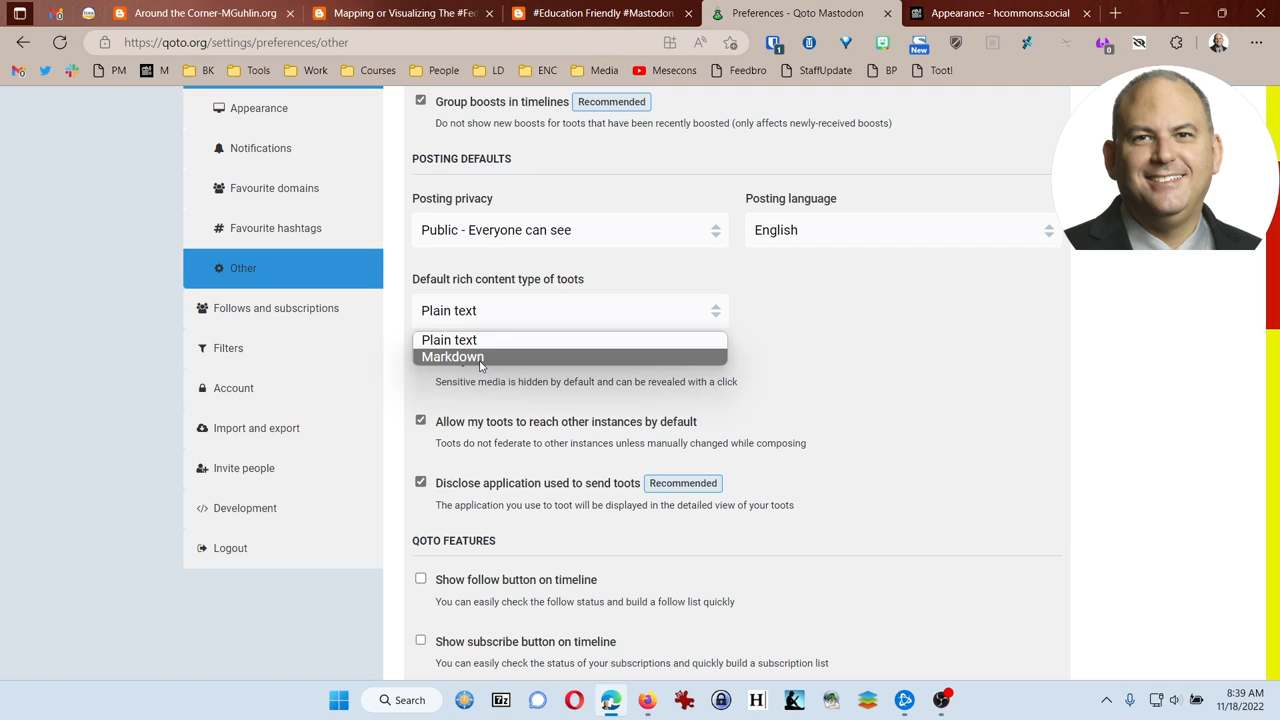 Around the Corner-MGuhlin.org
Mapping or Visualizing The #Fe
#Education Friendly #Mastodon
Preferences - Qoto Mastodon
Appearance - hcommons.social
https://qoto.org/settings/preferences/other
1
New
0
PM
M
BK
Tools
Work
Courses
People
LD
ENC
Media
Mesecons
Feedbro
StaffUpdate
BP
Toot!
Appearance
Notifications
Favourite domains
Favourite hashtags
Other
Follows and subscriptions
Filters
Account
Import and export
Invite people
Development
Logout
Group boosts in timelines Recommended
Do not show new boosts for toots that have been recently boosted (only affects newly-received boosts)
POSTING DEFAULTS
Posting privacy
Posting language
Public - Everyone can see
English
Default rich content type of toots
Plain text
Plain text
Markdown
Sensitive media is hidden by default and can be revealed with a click
Allow my toots to reach other instances by default
Toots do not federate to other instances unless manually changed while composing
Disclose application used to send toots Recommended
The application you use to toot will be displayed in the detailed view of your toots
QOTO FEATURES
Show follow button on timeline
You can easily check the follow status and build a follow list quickly
Show subscribe button on timeline
You can easily check the status of your subscriptions and quickly build a subscription list
Search
8:39 AM
11/18/2022